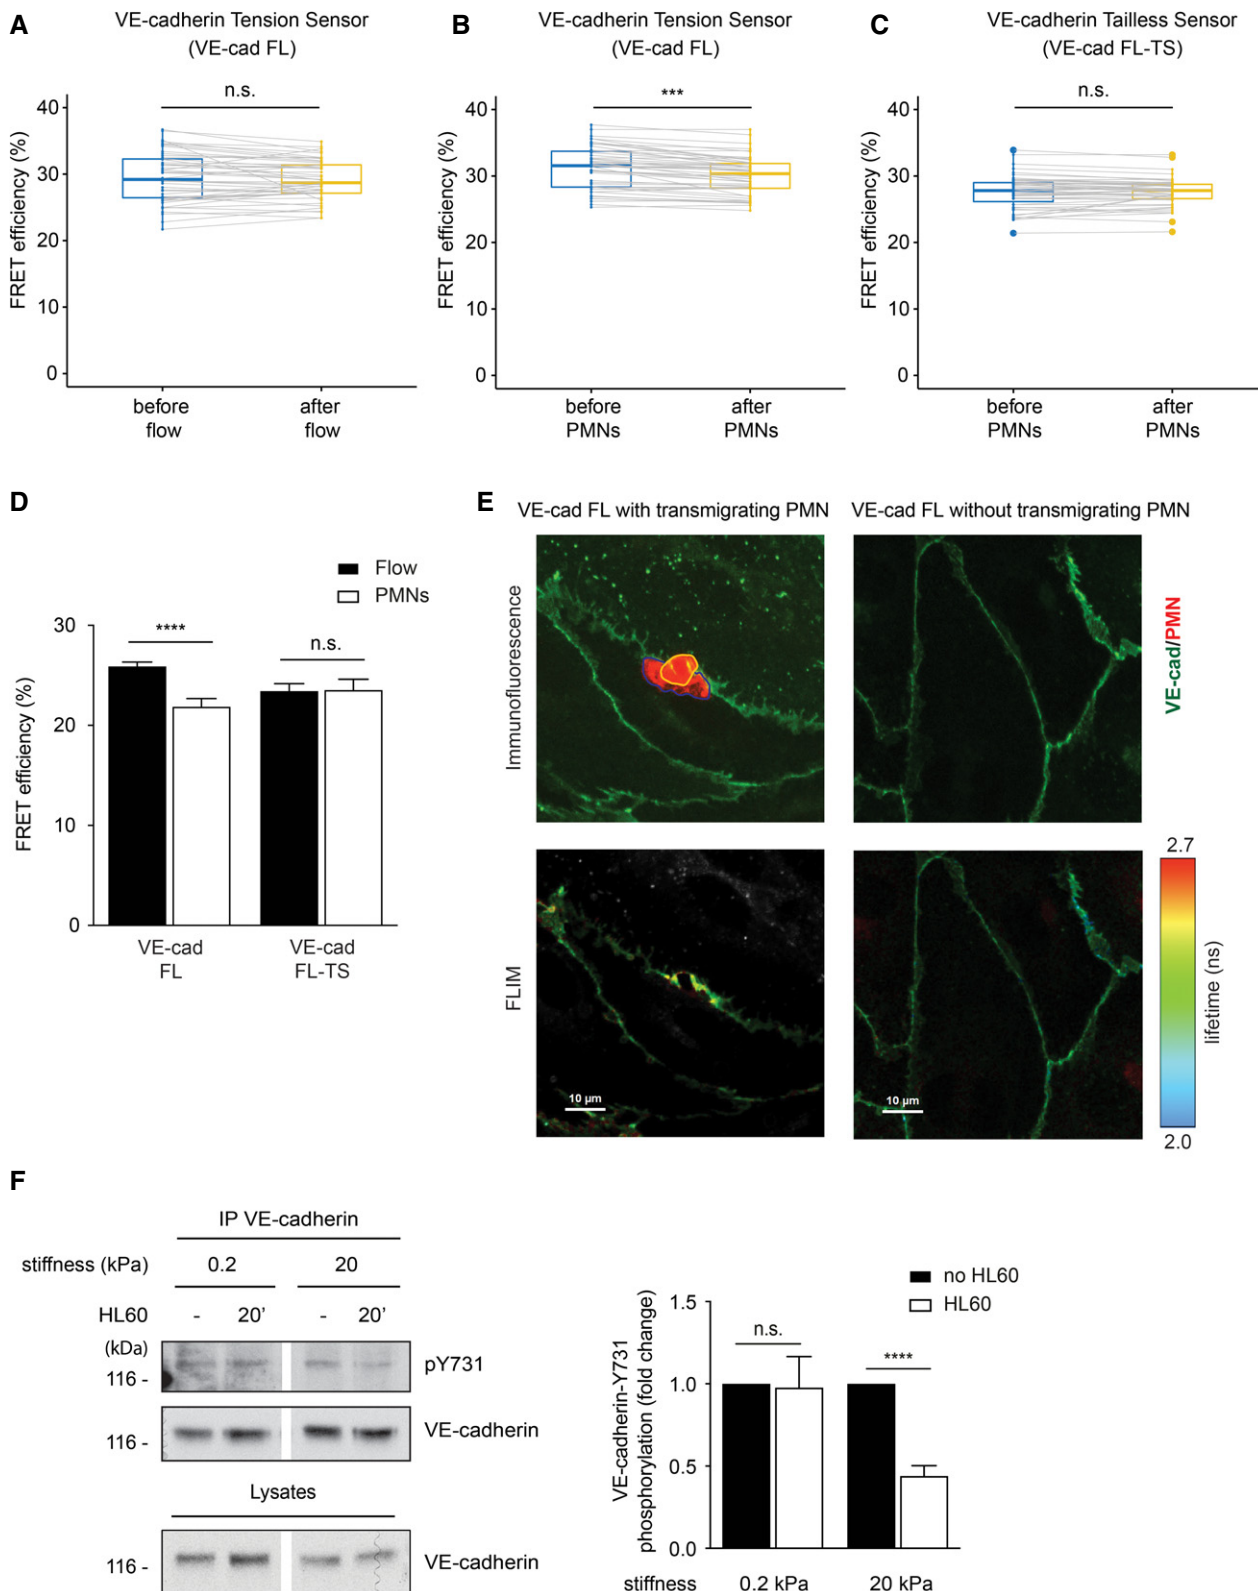 A
VE-cadherin Tension Sensor
(VE-cad FL)
n.s.
FRET efficiency (%)
40
30
20
10
0
before
flow
after
flow
B
VE-cadherin Tension Sensor
(VE-cad FL)
***
FRET efficiency (%)
40
30
20
10
0
before
PMNs
after
PMNs
C
VE-cadherin Tailless Sensor
(VE-cad FL-TS)
n.s.
FRET efficiency (%)
40
30
20
10
0
before
PMNs
after
PMNs
D
Flow
PMNs
FRET efficiency (%)
30
20
10
0
****
n.s.
VE-cad
FL
VE-cad
FL-TS
E
VE-cad FL with transmigrating PMN
VE-cad FL without transmigrating PMN
Immunofluorescence
VE-cad/PMN
FLIM
10 µm
10 µm
2.7
lifetime (ns)
2.0
F
IP VE-cadherin
stiffness (kPa) 0.2 20
HL60 - 20' - 20'
(kDa)
116 - pY731
116 - VE-cadherin
Lysates
116 - VE-cadherin
no HL60
HL60
VE-cadherin-Y731
phosphorylation (fold change)
1.5
1.0
0.5
0.0
n.s.
****
stiffness 0.2 kPa 20 kPa